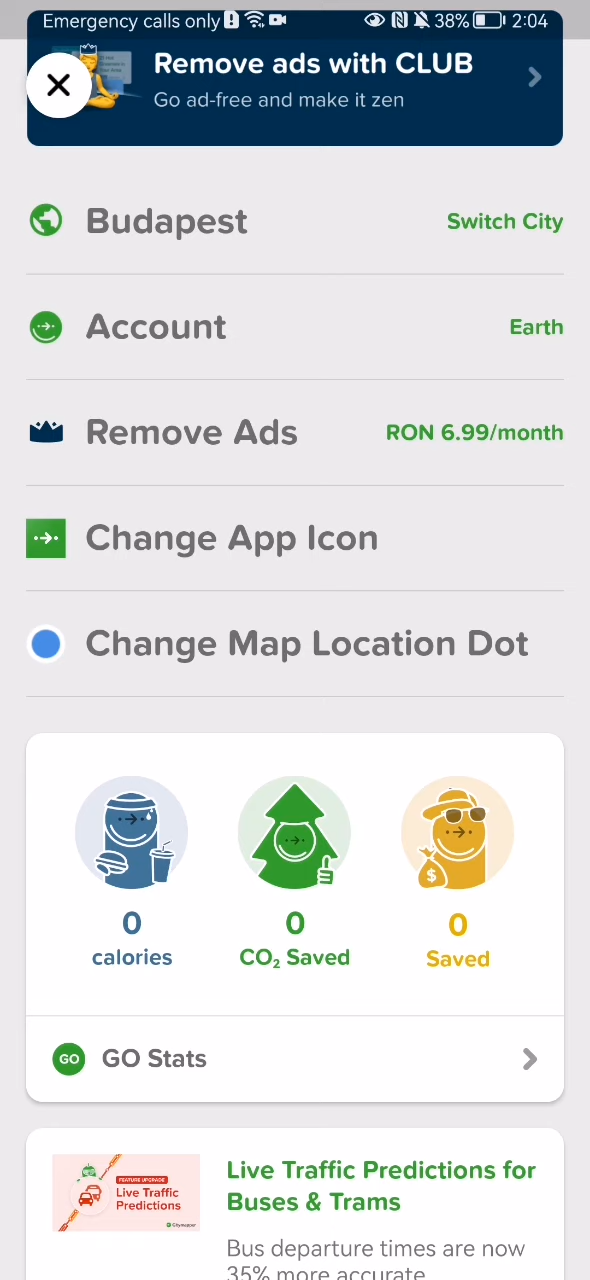 Emergency calls only 38% 2:04
Remove ads with CLUB
Go ad-free and make it zen
Budapest Switch City
Account Earth
Remove Ads RON 6.99/month
Change App Icon
Change Map Location Dot
$
0 0 0
calories CO₂ Saved Saved
GO GO Stats
FEATURE UPGRADE
Live Traffic
Predictions
Citymapper
Live Traffic Predictions for
Buses & Trams
Bus departure times are now
35% more accurate